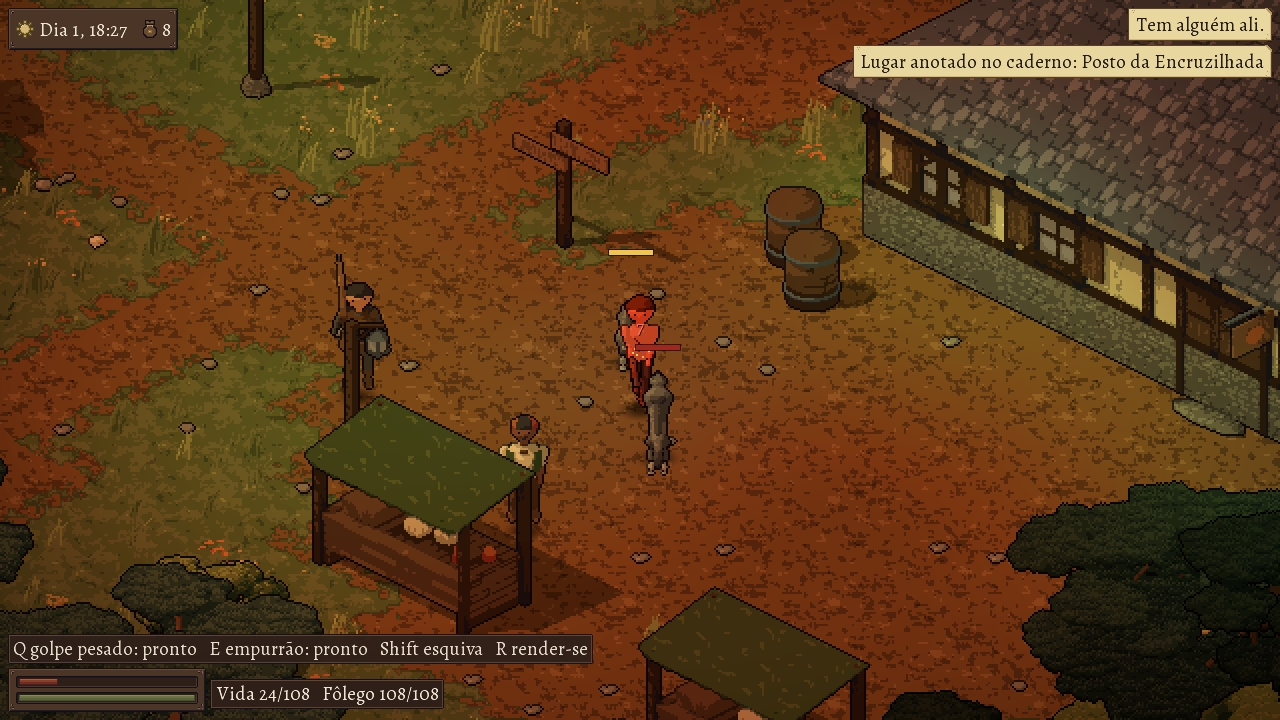 Dia 1, 18:27 8
Tem alguém ali.
Lugar anotado no caderno: Posto da Encruzilhada
Q golpe pesado: pronto E empurrão: pronto Shift esquiva R render-se
Vida 24/108 Fôlego 108/108